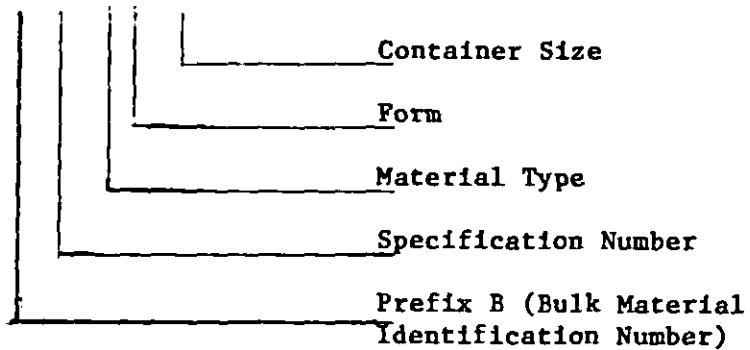 Container Size
Form
Material Type
Specification Number
Prefix B (Bulk Material
Identification Number)